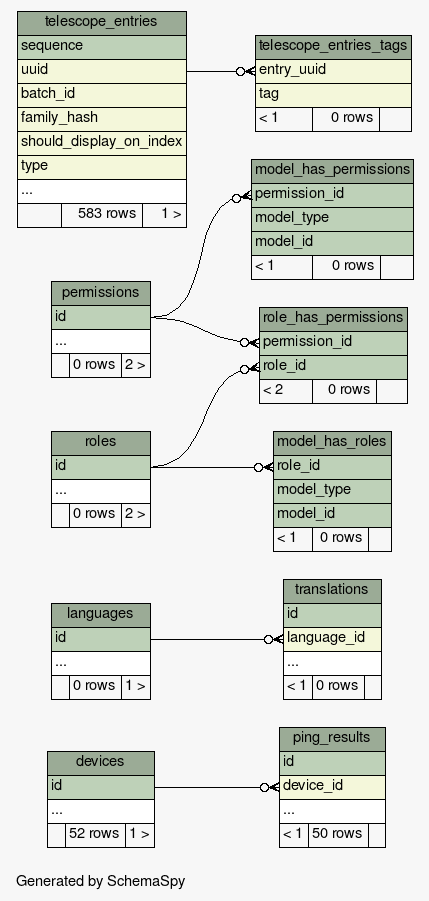 telescope_entries
sequence
uuid
batch_id
family_hash
should_display_on_index
type
...
583 rows 1 >
telescope_entries_tags
entry_uuid
tag
< 1 0 rows
model_has_permissions
permission_id
model_type
model_id
< 1 0 rows
permissions
id
...
0 rows 2 >
role_has_permissions
permission_id
role_id
< 2 0 rows
roles
id
...
0 rows 2 >
model_has_roles
role_id
model_type
model_id
< 1 0 rows
languages
id
...
0 rows 1 >
translations
id
language_id
...
< 1 0 rows
devices
id
...
52 rows 1 >
ping_results
id
device_id
...
< 1 50 rows
Generated by SchemaSpy